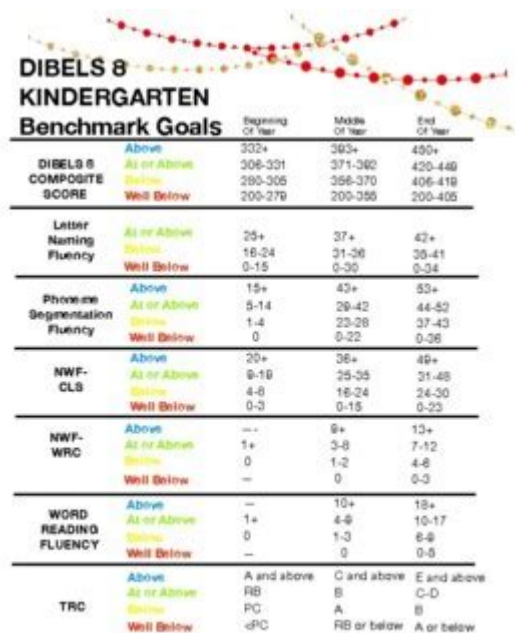 DIBELS 8
KINDERGARTEN
Benchmark Goals
Beginning Of Year Middle Of Year End Of Year
DIBELS 8 COMPOSITE SCORE
Above 332+ 393+ 450+
At or Above 306-331 371-392 420-449
Below 280-305 356-370 406-419
Well Below 200-279 200-355 200-405
Letter Naming Fluency
At or Above 25+ 37+ 42+
Below 16-24 31-36 35-41
Well Below 0-15 0-30 0-34
Phoneme Segmentation Fluency
Above 15+ 43+ 53+
At or Above 5-14 29-42 44-52
Below 1-4 23-28 37-43
Well Below 0 0-22 0-36
NWF-CLS
Above 20+ 36+ 49+
At or Above 9-19 25-35 31-48
Below 4-8 16-24 24-30
Well Below 0-3 0-15 0-23
NWF-WRC
Above --- 9+ 13+
At or Above 1+ 3-8 7-12
Below 0 1-2 4-6
Well Below -- 0 0-3
WORD READING FLUENCY
Above -- 10+ 18+
At or Above 1+ 4-9 10-17
Below 0 1-3 6-9
Well Below -- 0 0-5
TRC
Above A and above C and above E and above
At or Above RB B C-D
Below PC A B
Well Below <PC RB or below A or below